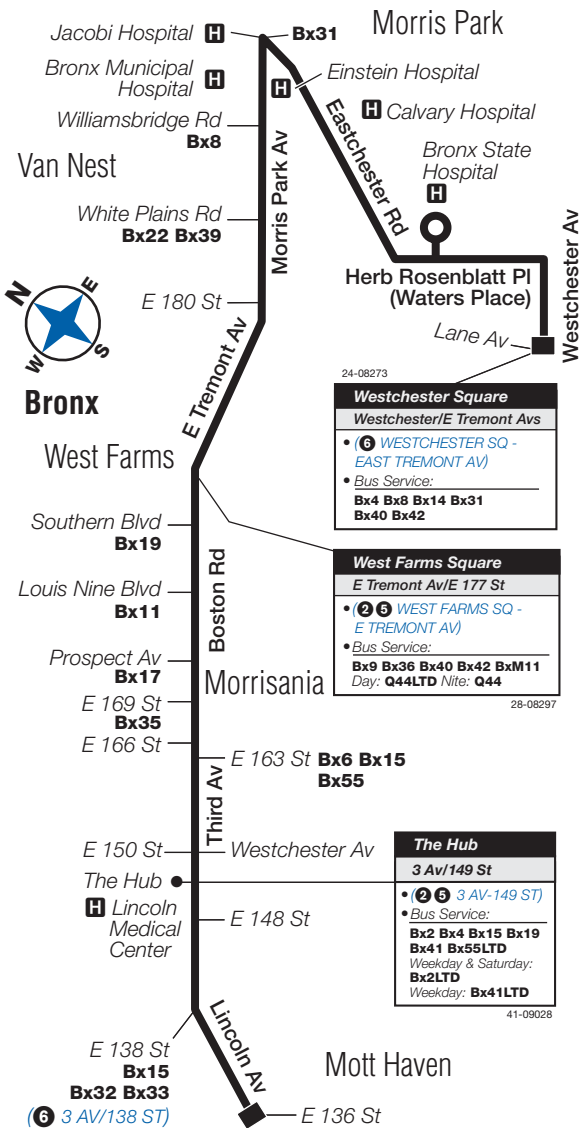 Morris Park
Jacobi Hospital H
Bx31
Bronx Municipal
Hospital H
H Einstein Hospital
H Calvary Hospital
Williamsbridge Rd
Bx8
Bronx State
Hospital
H
Van Nest
Morris Park Av
Eastchester Rd
White Plains Rd
Bx22 Bx39
Herb Rosenblatt Pl
(Waters Place)
Westchester Av
E 180 St
Lane Av
N
E
W
S
Bronx
E Tremont Av
24-08273
Westchester Square
Westchester/E Tremont Avs
• (6 WESTCHESTER SQ -
EAST TREMONT AV)
• Bus Service:
Bx4 Bx8 Bx14 Bx31
Bx40 Bx42
West Farms
Southern Blvd
Bx19
Louis Nine Blvd
Bx11
Boston Rd
West Farms Square
E Tremont Av/E 177 St
• (2 5 WEST FARMS SQ -
E TREMONT AV)
• Bus Service:
Bx9 Bx36 Bx40 Bx42 BxM11
Day: Q44LTD Nite: Q44
28-08297
Prospect Av
Bx17
Morrisania
E 169 St
Bx35
E 166 St
E 163 St Bx6 Bx15
Bx55
Third Av
E 150 St
Westchester Av
The Hub
H Lincoln
Medical
Center
E 148 St
The Hub
3 Av/149 St
• (2 5 3 AV-149 ST)
• Bus Service:
Bx2 Bx4 Bx15 Bx19
Bx41 Bx55LTD
Weekday & Saturday:
Bx2LTD
Weekday: Bx41LTD
41-09028
Lincoln Av
E 138 St
Bx15
Bx32 Bx33
(6 3 AV/138 ST)
Mott Haven
E 136 St